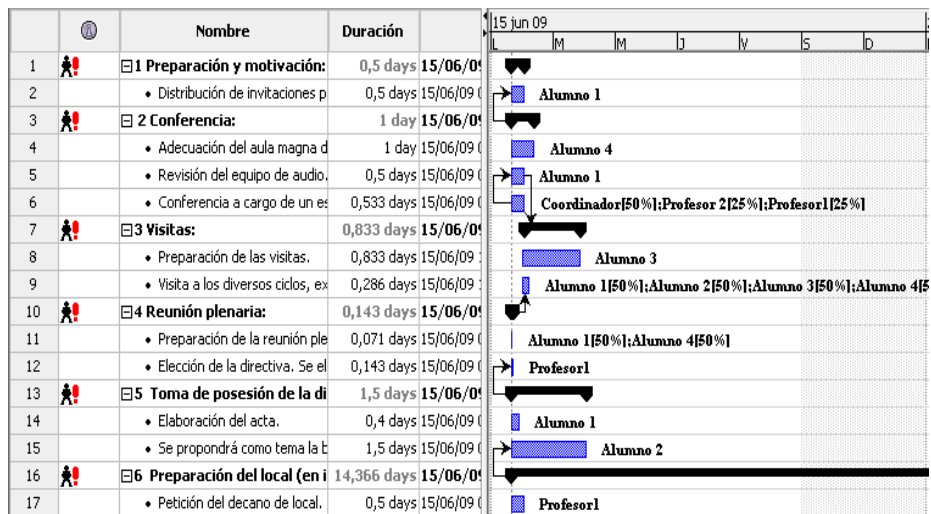 Nombre Duración 15 jun 09
L M M J V S D
1 ⊟1 Preparación y motivación: 0,5 days 15/06/09
2 • Distribución de invitaciones p 0,5 days 15/06/09 Alumno 1
3 ⊟ 2 Conferencia: 1 day 15/06/09
4 • Adecuación del aula magna d 1 day 15/06/09 Alumno 4
5 • Revisión del equipo de audio. 0,5 days 15/06/09 Alumno 1
6 • Conferencia a cargo de un es 0,533 days 15/06/09 Coordinador[50%];Profesor 2[25%];Profesor1[25%]
7 ⊟3 Visitas: 0,833 days 15/06/09
8 • Preparación de las visitas. 0,833 days 15/06/09 Alumno 3
9 • Visita a los diversos ciclos, ex 0,286 days 15/06/09 Alumno 1[50%];Alumno 2[50%];Alumno 3[50%];Alumno 4[5
10 ⊟4 Reunión plenaria: 0,143 days 15/06/09
11 • Preparación de la reunión ple 0,071 days 15/06/09 Alumno 1[50%];Alumno 4[50%]
12 • Elección de la directiva. Se el 0,143 days 15/06/09 Profesor1
13 ⊟5 Toma de posesión de la di 1,5 days 15/06/09
14 • Elaboración del acta. 0,4 days 15/06/09 Alumno 1
15 • Se propondrá como tema la b 1,5 days 15/06/09 Alumno 2
16 ⊟6 Preparación del local (en i 14,366 days 15/06/09
17 • Petición del decano de local. 0,5 days 15/06/09 Profesor1